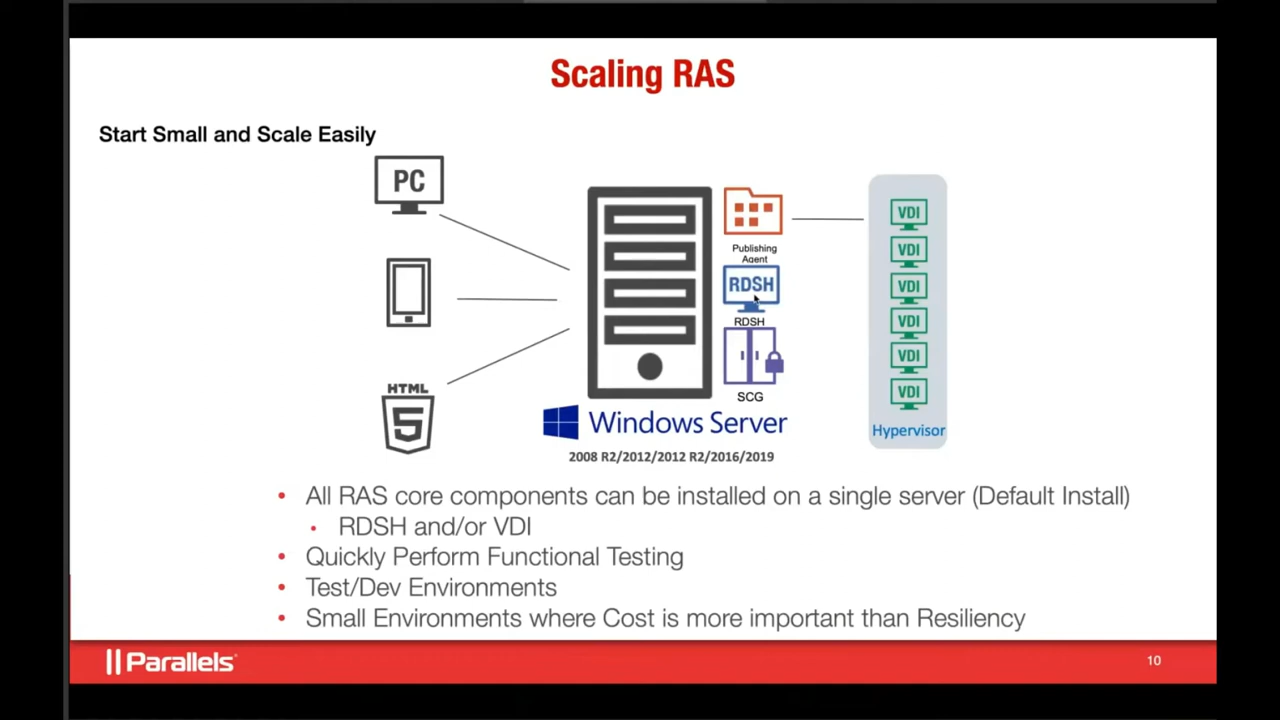 Scaling RAS
Start Small and Scale Easily
PC
HTML
5
Publishing
Agent
RDSH
RDSH
SCG
Windows Server
2008 R2/2012/2012 R2/2016/2019
VDI
VDI
VDI
VDI
VDI
VDI
Hypervisor
• All RAS core components can be installed on a single server (Default Install)
• RDSH and/or VDI
• Quickly Perform Functional Testing
• Test/Dev Environments
• Small Environments where Cost is more important than Resiliency
Parallels
10